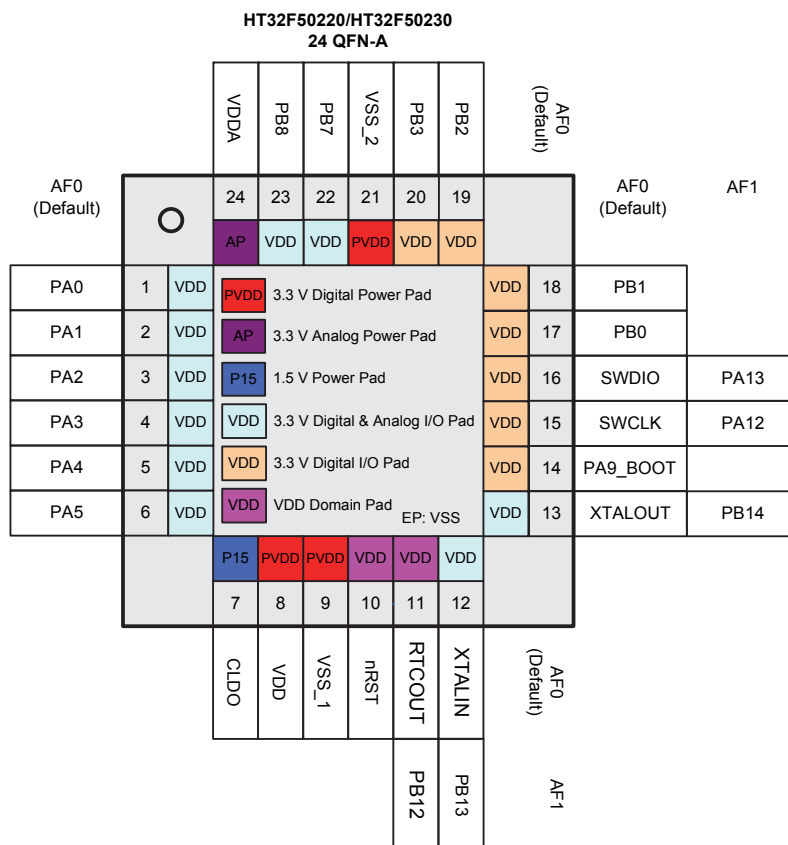 HT32F50220/HT32F50230
24 QFN-A
VDDA PB8 PB7 VSS_2 PB3 PB2 AF0 (Default)
AF0 (Default) 24 23 22 21 20 19 AF0 (Default) AF1
AP VDD VDD PVDD VDD VDD
PA0 1 VDD PVDD 3.3 V Digital Power Pad VDD 18 PB1
PA1 2 VDD AP 3.3 V Analog Power Pad VDD 17 PB0
PA2 3 VDD P15 1.5 V Power Pad VDD 16 SWDIO PA13
PA3 4 VDD VDD 3.3 V Digital & Analog I/O Pad VDD 15 SWCLK PA12
PA4 5 VDD VDD 3.3 V Digital I/O Pad VDD 14 PA9_BOOT
PA5 6 VDD VDD VDD Domain Pad EP: VSS VDD 13 XTALOUT PB14
P15 PVDD PVDD VDD VDD VDD
7 8 9 10 11 12
CLDO VDD VSS_1 nRST RTCOUT XTALIN AF0 (Default)
PB12 PB13 AF1